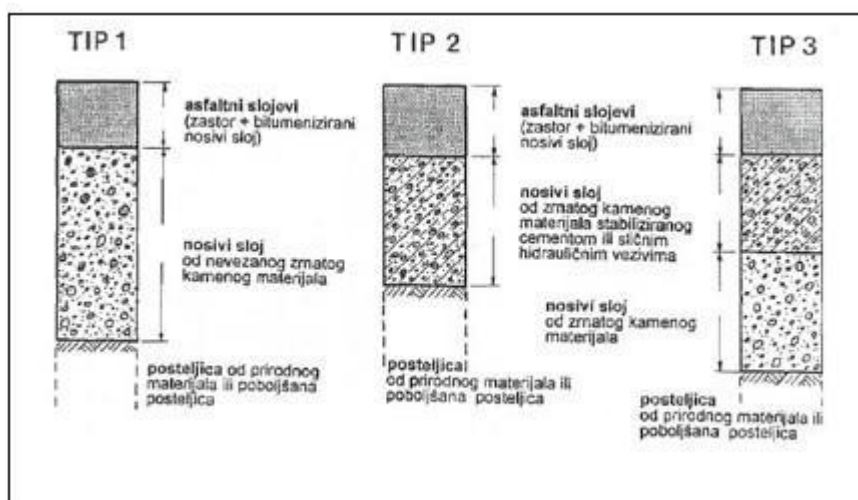 TIP 1
TIP 2
TIP 3
asfaltni slojevi
(zastor + bitumenizirani
nosivi sloj)
nosivi sloj
od nevezanog zrnatog
kamenog materijala
posteljica od prirodnog
materijala ili poboljšana
posteljica
asfaltni slojevi
(zastor + bitumenizirani
nosivi sloj)
nosivi sloj
od zrnatog kamenog
materijala stabiliziranog
cementom ili sličnim
hidrauličnim vezivima
nosivi sloj
od zrnatog kamenog
materijala
posteljica
od prirodnog materijala ili
poboljšana posteljica
posteljica
od prirodnog materijala ili
poboljšana posteljica